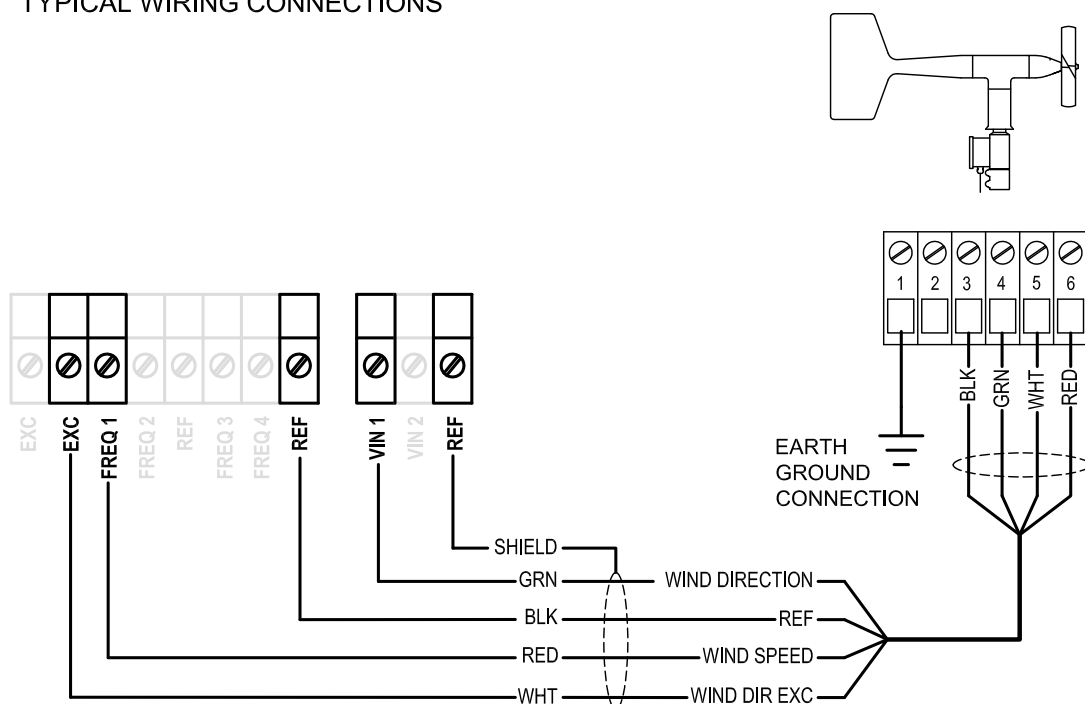 TYPICAL WIRING CONNECTIONS
1 2 3 4 5 6
BLK
GRN
WHT
RED
EXC
EXC
FREQ 1
FREQ 2
REF
FREQ 3
FREQ 4
REF
VIN 1
VIN 2
REF
EARTH
GROUND
CONNECTION
SHIELD
GRN WIND DIRECTION
BLK REF
RED WIND SPEED
WHT WIND DIR EXC